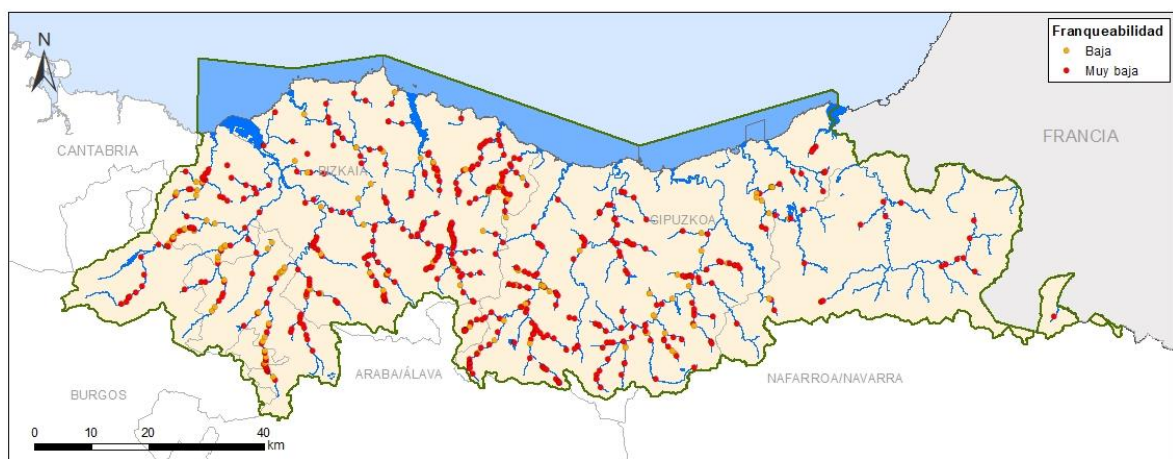 N
Franqueabilidad
Baja
Muy baja
CANTABRIA
FRANCIA
BIZKAIA
GIPUZKOA
ARABA/ÁLAVA
NAFARROA/NAVARRA
BURGOS
0 10 20 40
km